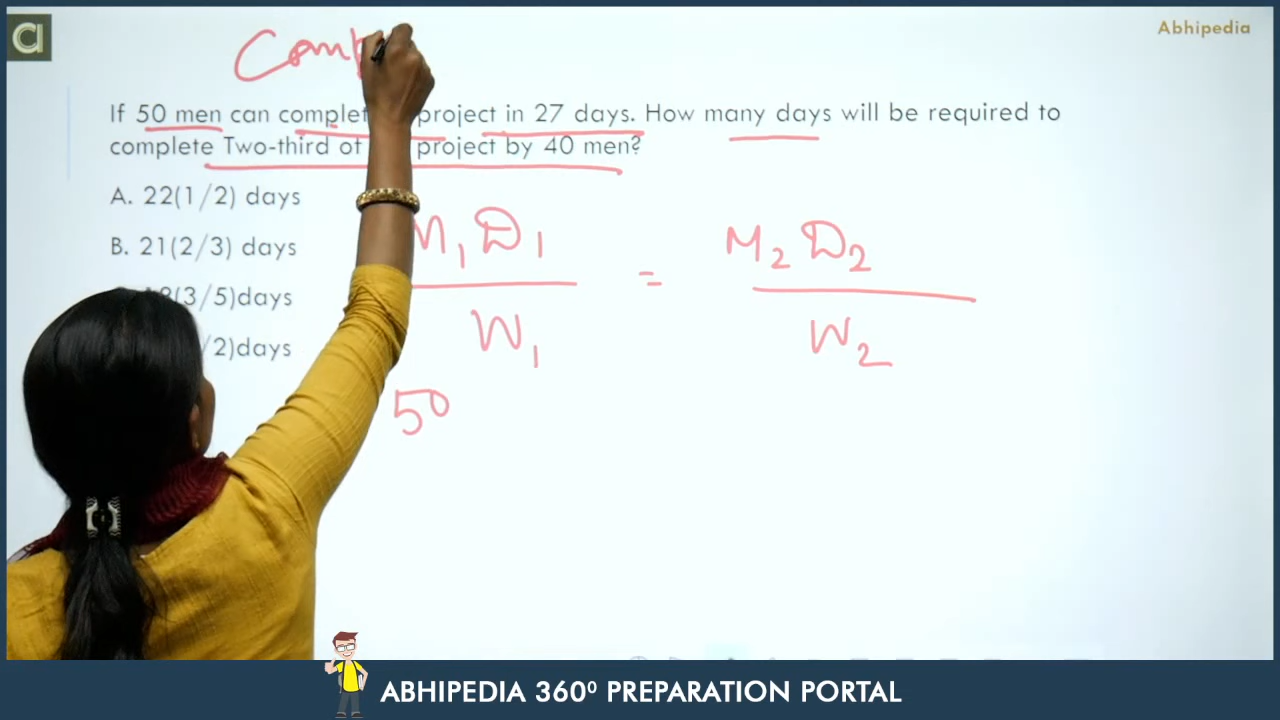 Abhipedia
Comp
If 50 men can complet project in 27 days. How many days will be required to
complete Two-third of project by 40 men?
A. 22(1/2) days
B. 21(2/3) days
(3/5)days
/2)days
M1D1 = M2D2
W1 W2
50
ABHIPEDIA 360⁰ PREPARATION PORTAL